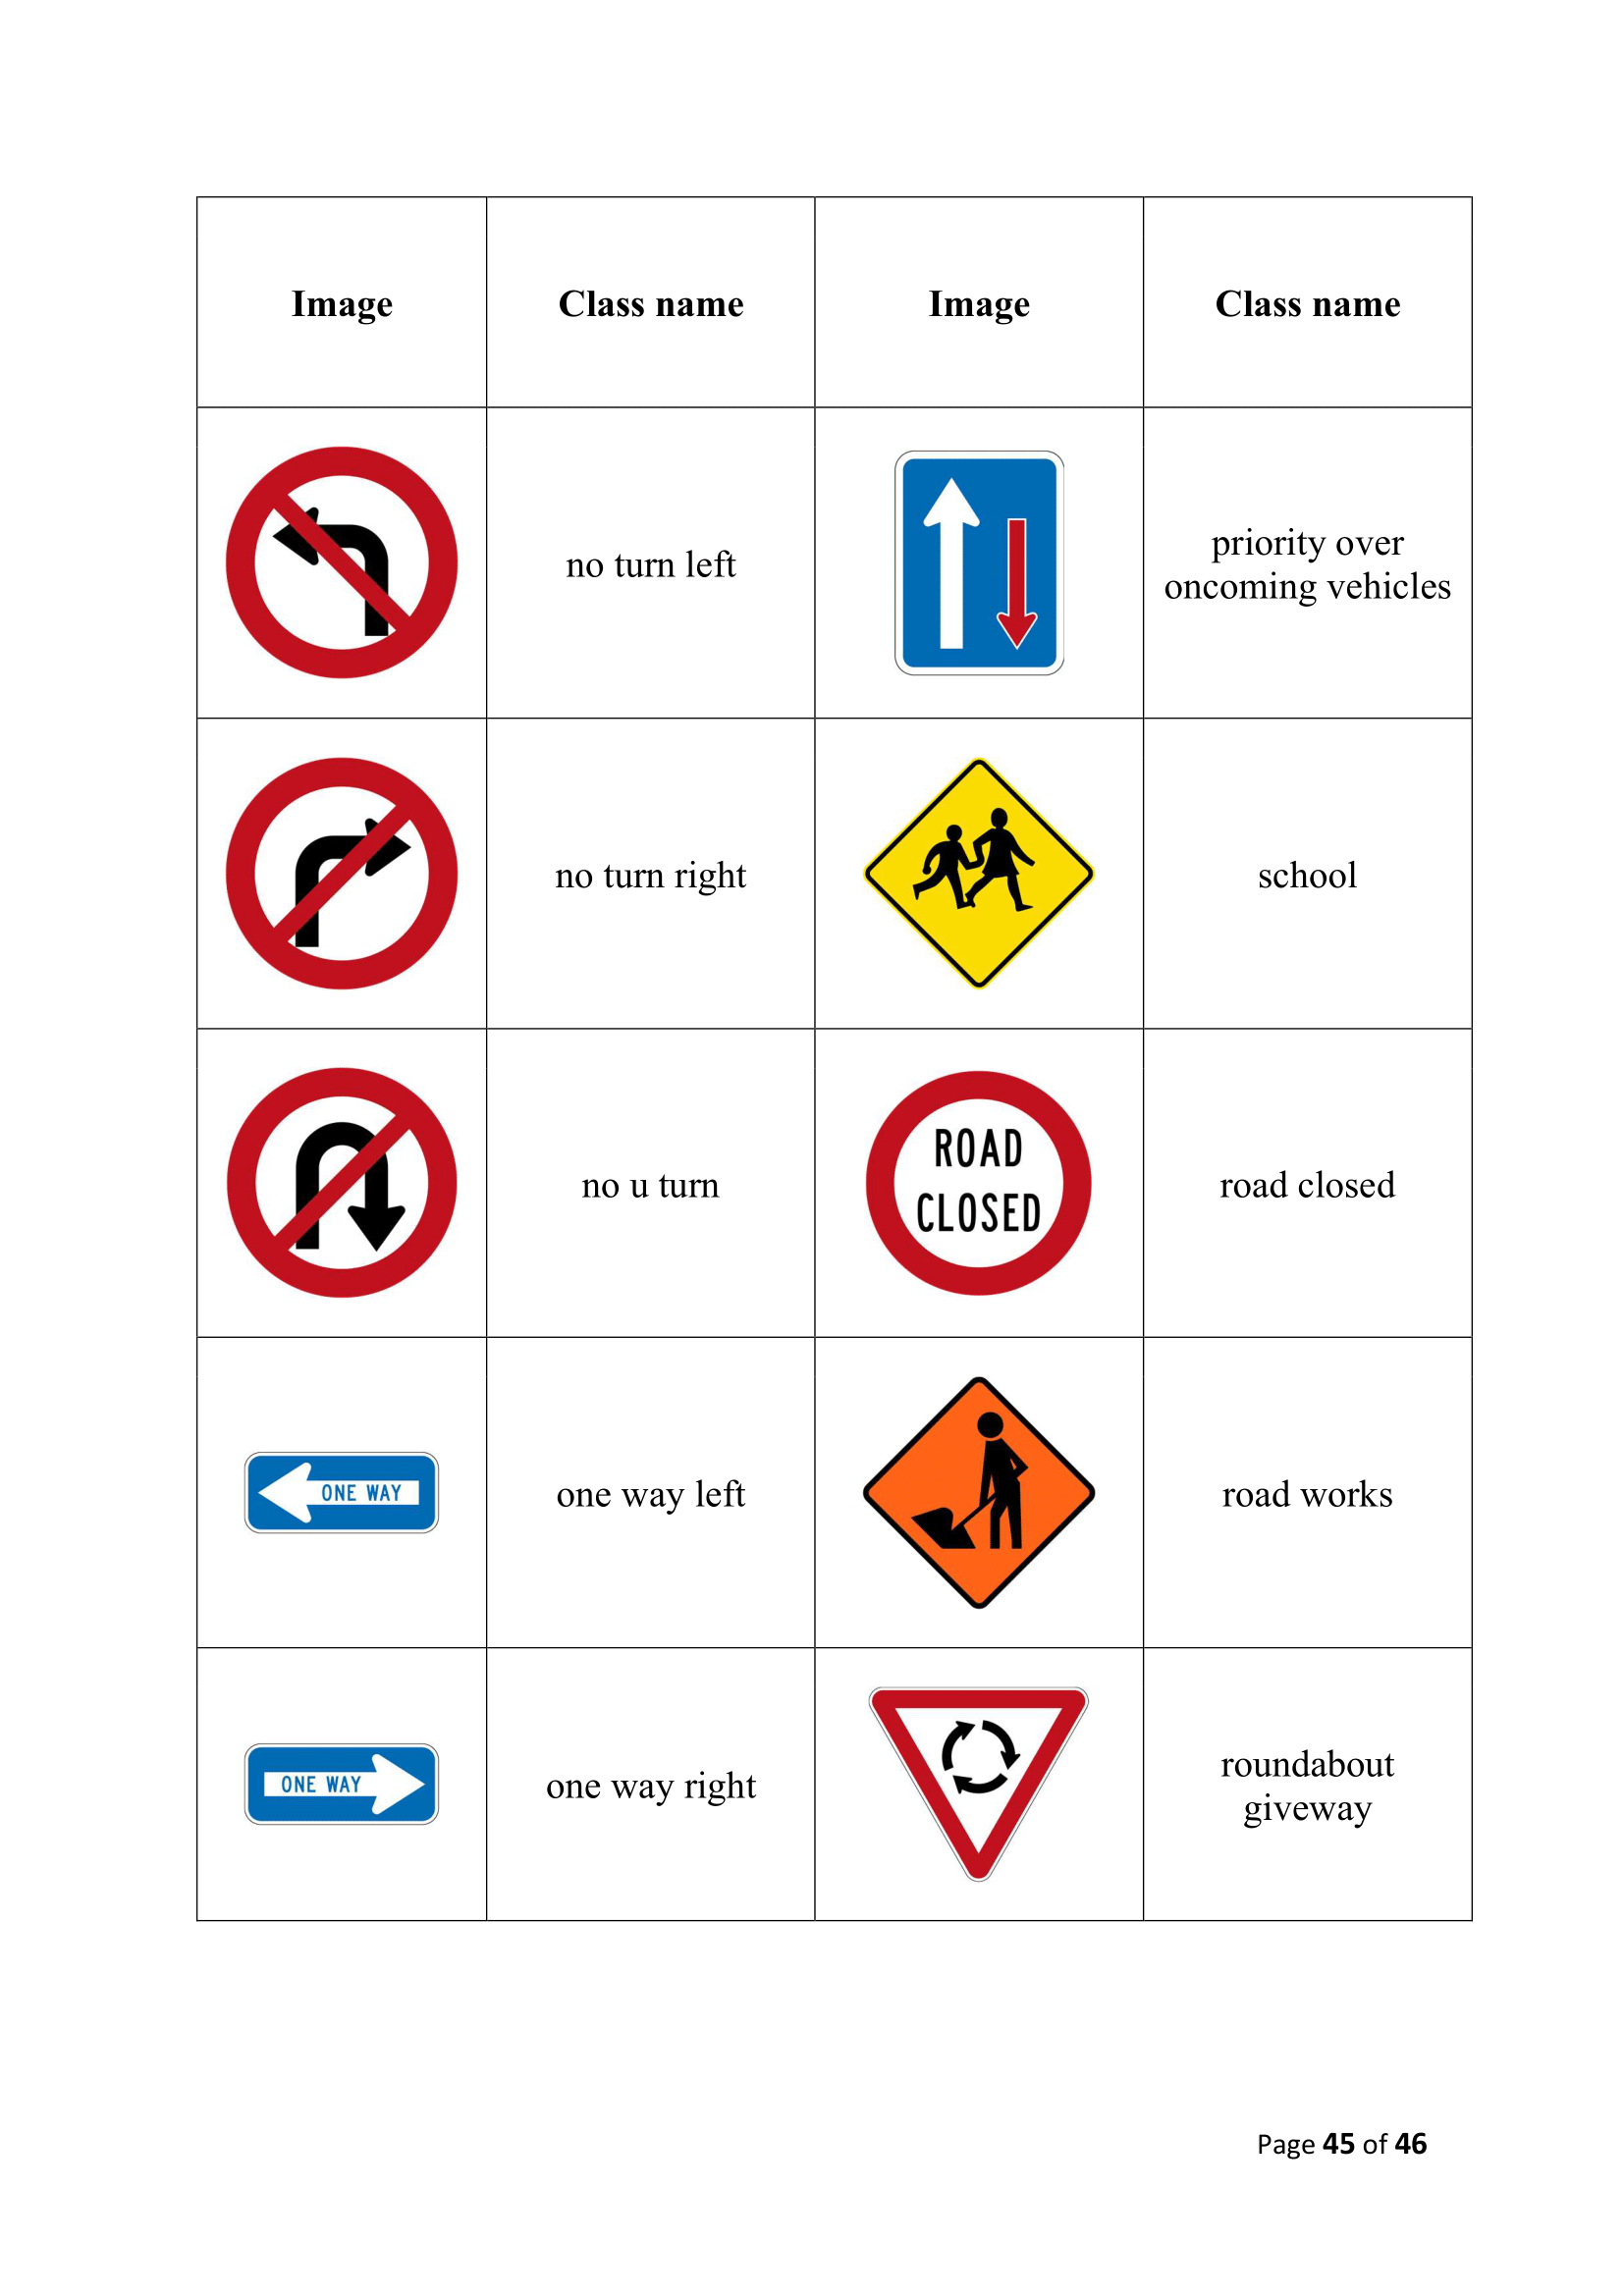 Image Class name Image Class name
no turn left
priority over
oncoming vehicles
no turn right
school
no u turn
ROAD
CLOSED
road closed
ONE WAY
one way left
road works
ONE WAY
one way right
roundabout
giveway
Page 45 of 46